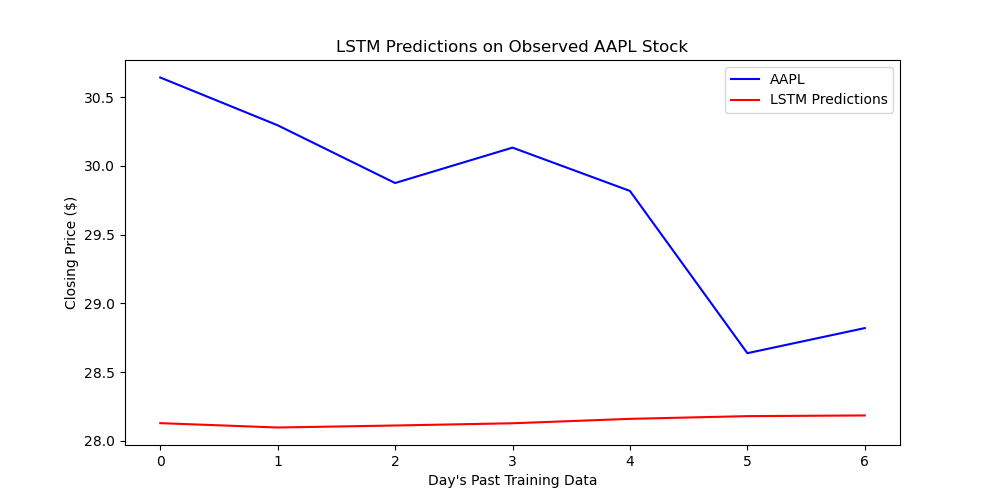 LSTM Predictions on Observed AAPL Stock
AAPL
LSTM Predictions
Closing Price ($)
30.5
30.0
29.5
29.0
28.5
28.0
0 1 2 3 4 5 6
Day's Past Training Data